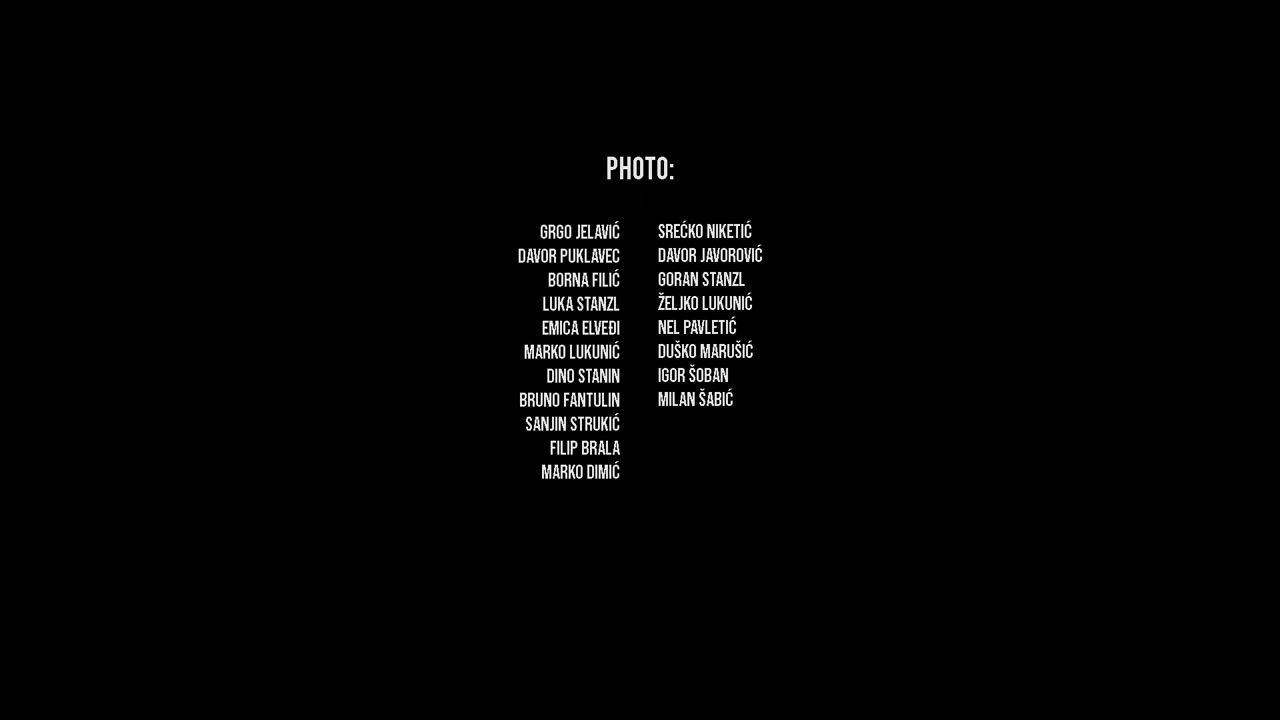 PHOTO:
GRGO JELAVIĆ
DAVOR PUKLAVEC
BORNA FILIĆ
LUKA STANZL
EMICA ELVEĐI
MARKO LUKUNIĆ
DINO STANIN
BRUNO FANTULIN
SANJIN STRUKIĆ
FILIP BRALA
MARKO DIMIĆ
SREĆKO NIKETIĆ
DAVOR JAVOROVIĆ
GORAN STANZL
ŽELJKO LUKUNIĆ
NEL PAVLETIĆ
DUŠKO MARUŠIĆ
IGOR ŠOBAN
MILAN ŠABIĆ